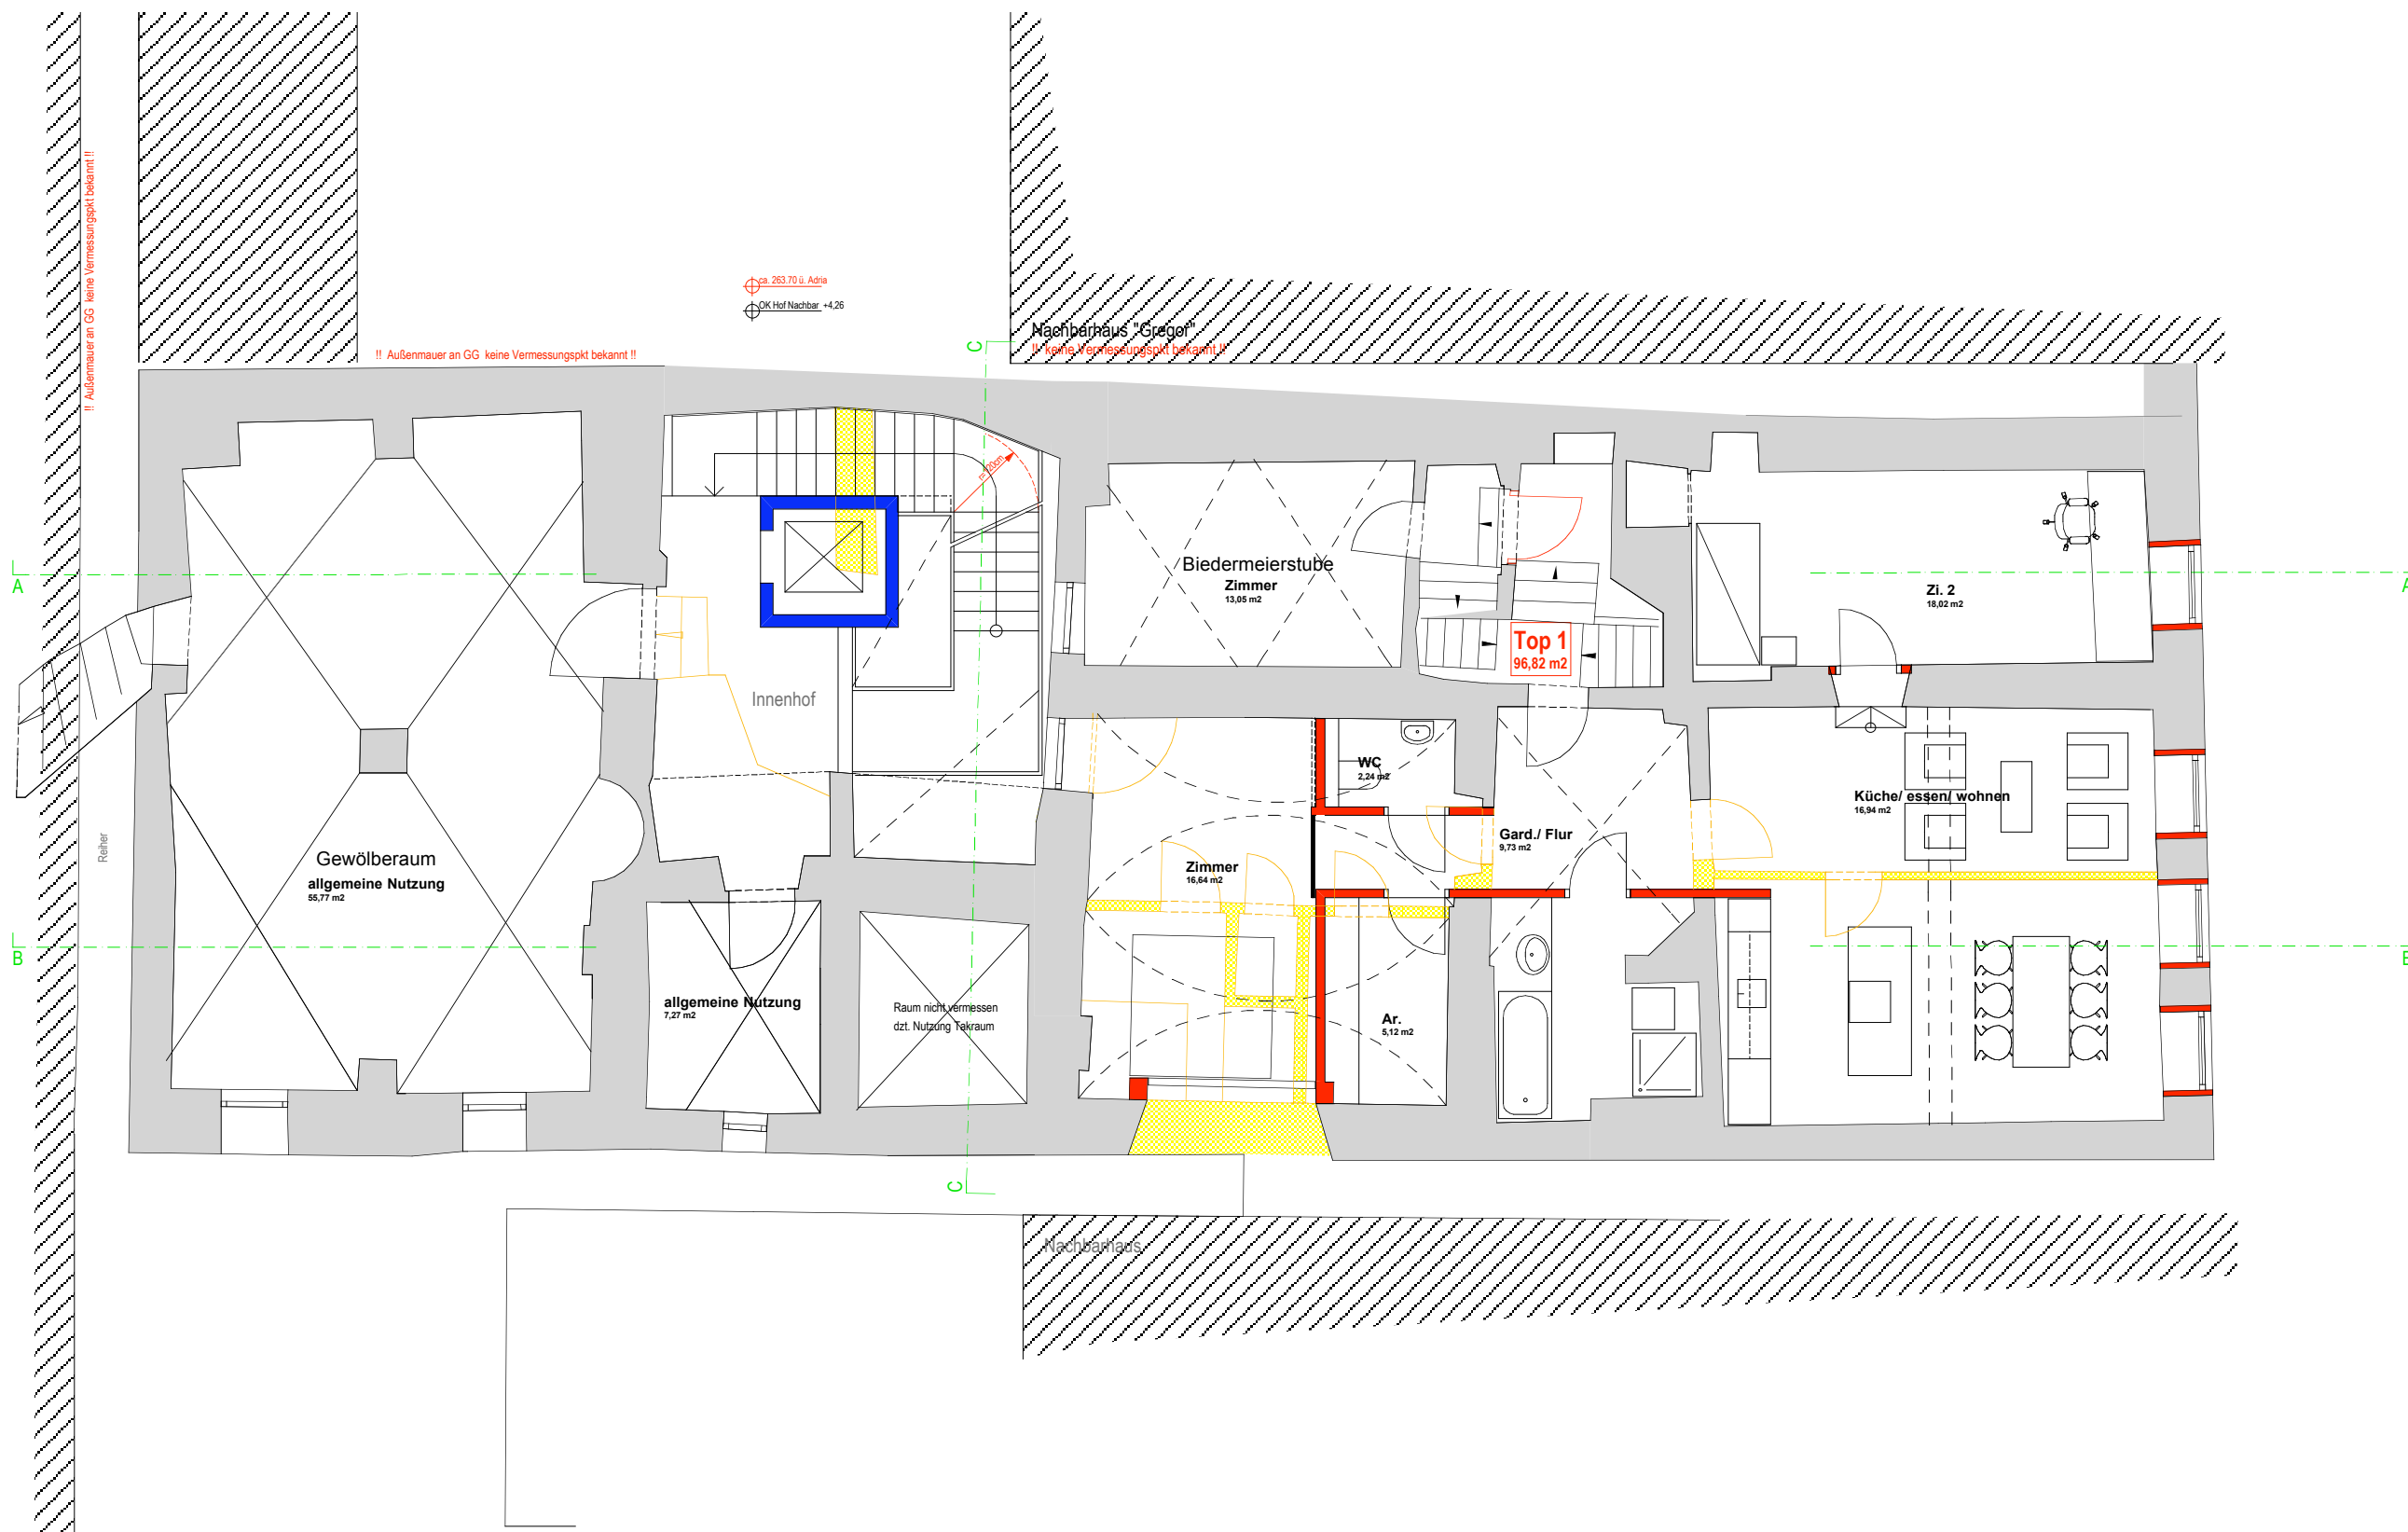 !! Außenmauer an GG  keine Vermessungspkt bekannt !!
ca. 263.70 ü. Adria
OK Hof Nachbar  +4,26
Nachbarhaus "Gregor"
!! Außenmauer an GG  keine Vermessungspkt bekannt !!
!!  keine Vermessungspkt bekannt !!
C
r=120cm
A
A
Biedermeierstube
Zimmer
13,05 m2
Zi. 2
18,02 m2
Top 1
96,82 m2
Innenhof
WC
2,24 m2
Küche/ essen/ wohnen
16,94 m2
Gard./ Flur
9,73 m2
Reiher
Gewölberaum
allgemeine Nutzung
55,77 m2
Zimmer
16,64 m2
B
B
allgemeine Nutzung
7,27 m2
Raum nicht vermessen
dzt. Nutzung Takraum
Ar.
5,12 m2
C
Nachbarhaus